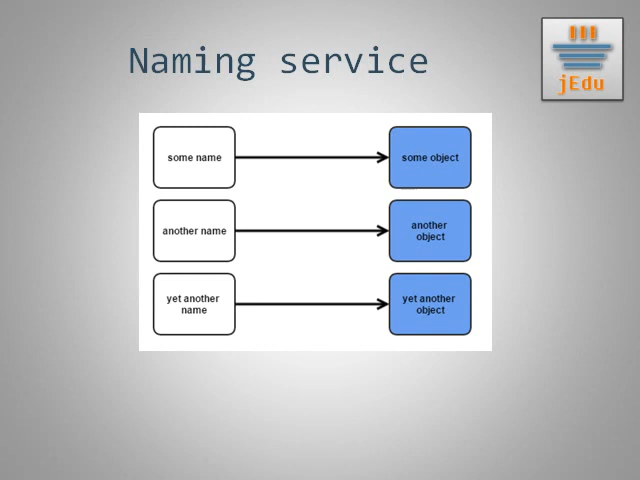 Naming service
jEdu
some name
some object
another name
another
object
yet another
name
yet another
object